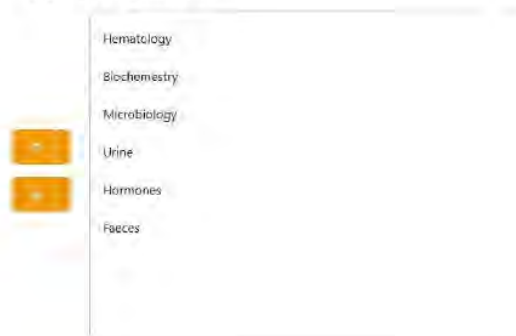 Hematology
Biochemestry
Microbiology
Urine
Hormones
Faeces